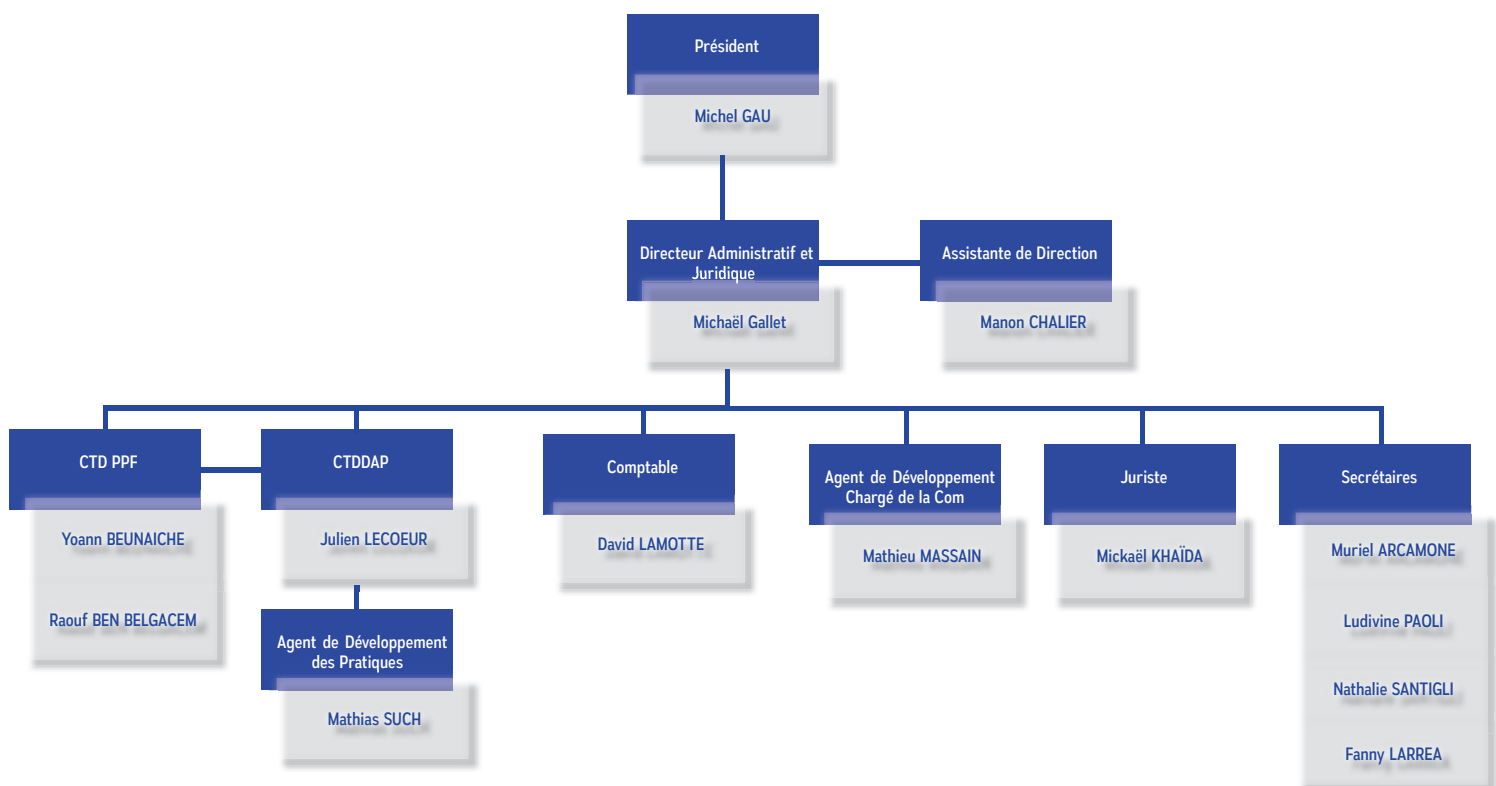 Président
Michel GAU
Directeur Administratif et
Juridique
Michaël Gallet
Assistante de Direction
Manon CHALIER
CTD PPF
Yoann BEUNAICHE
Raouf BEN BELGACEM
CTDDAP
Julien LECOEUR
Agent de Développement
des Pratiques
Mathias SUCH
Comptable
David LAMOTTE
Agent de Développement
Chargé de la Com
Mathieu MASSAIN
Juriste
Mickaël KHAÏDA
Secrétaires
Muriel ARCAMONE
Ludivine PAOLI
Nathalie SANTIGLI
Fanny LARREA